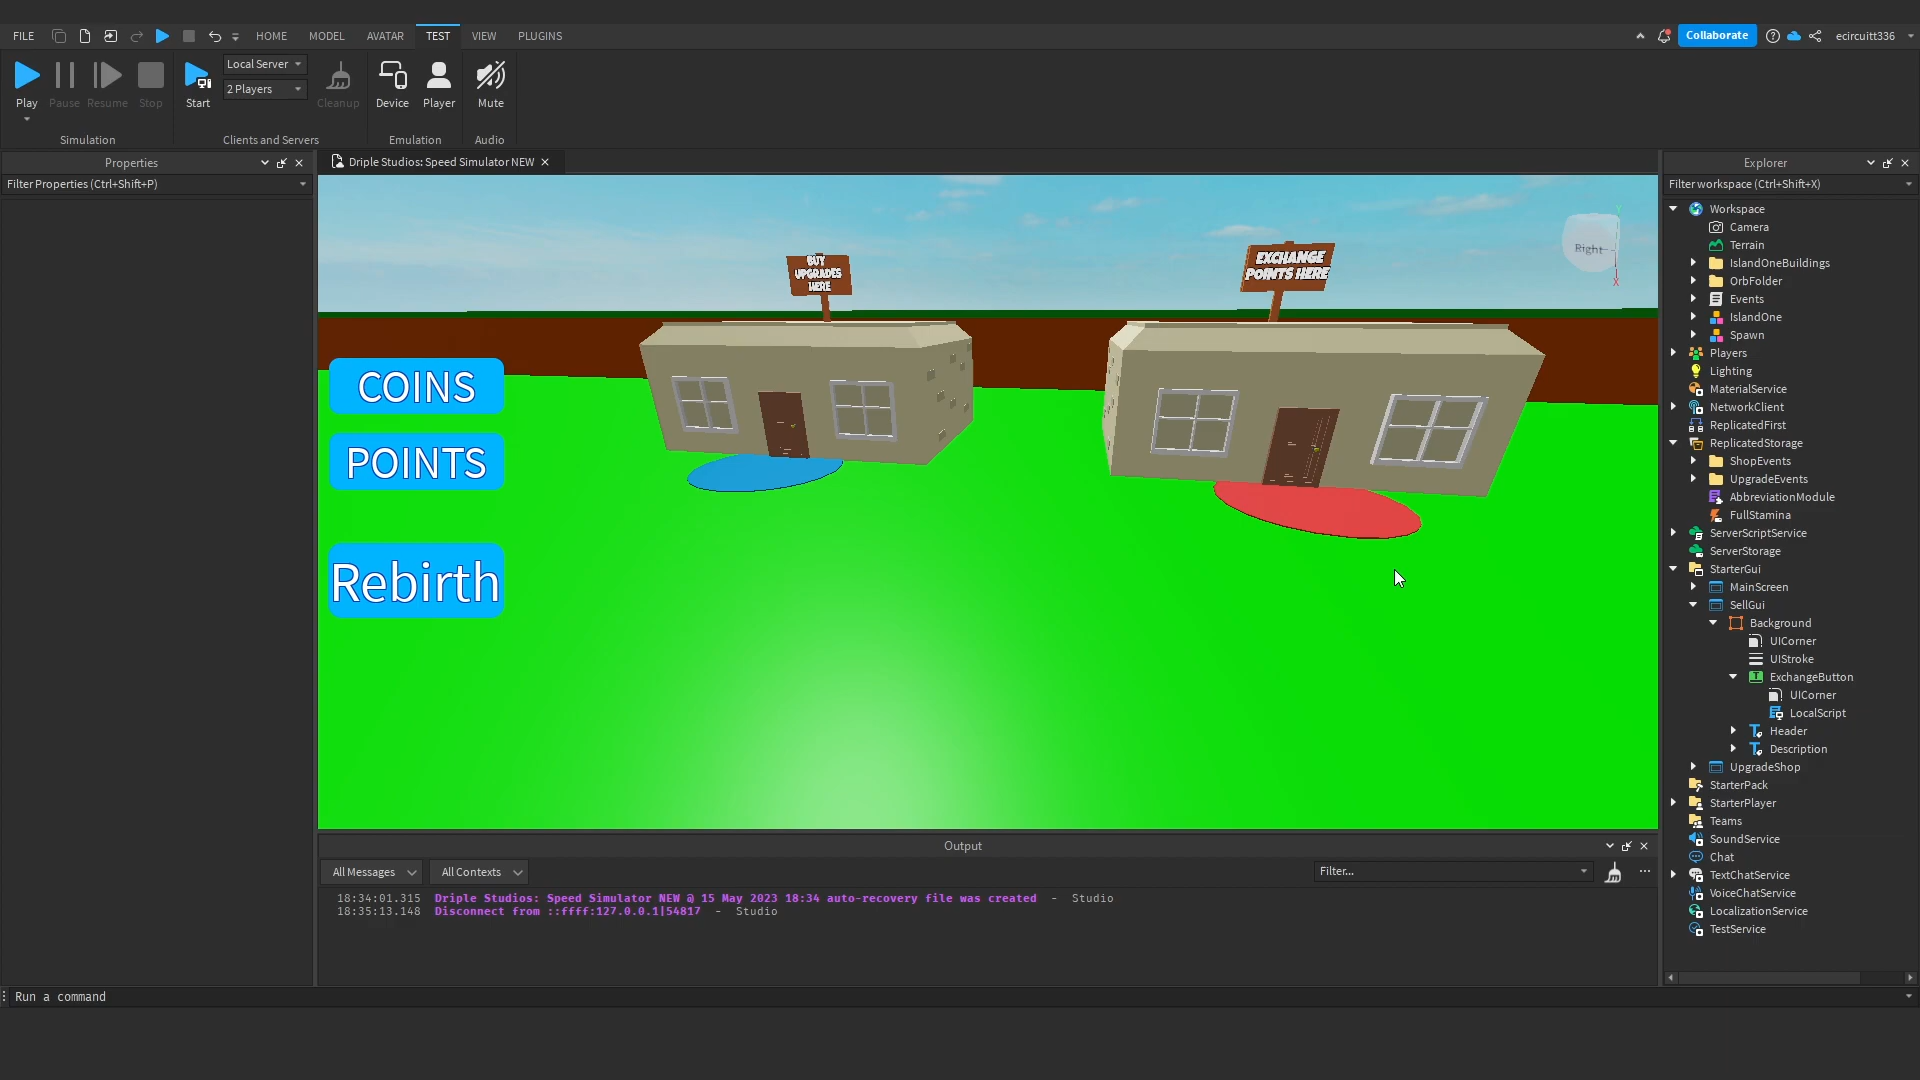 FILE
HOME
MODEL
AVATAR
TEST
VIEW
PLUGINS
Collaborate
ecircuitt336
Play
Pause
Resume
Stop
Start
Local Server
2 Players
Cleanup
Device
Player
Mute
Simulation
Clients and Servers
Emulation
Audio
Properties
Filter Properties (Ctrl+Shift+P)
Driple Studios: Speed Simulator NEW
BUY
UPGRADES
HERE
EXCHANGE
POINTS HERE
Right
Y
X
COINS
POINTS
Rebirth
Output
All Messages
All Contexts
Filter...
18:34:01.315 Driple Studios: Speed Simulator NEW @ 15 May 2023 18:34 auto-recovery file was created - Studio
18:35:13.148 Disconnect from ::ffff:127.0.0.1|54817 - Studio
Run a command
Explorer
Filter workspace (Ctrl+Shift+X)
Workspace
Camera
Terrain
IslandOneBuildings
OrbFolder
Events
IslandOne
Spawn
Players
Lighting
MaterialService
NetworkClient
ReplicatedFirst
ReplicatedStorage
ShopEvents
UpgradeEvents
AbbreviationModule
FullStamina
ServerScriptService
ServerStorage
StarterGui
MainScreen
SellGui
Background
UICorner
UIStroke
ExchangeButton
UICorner
LocalScript
Header
Description
UpgradeShop
StarterPack
StarterPlayer
Teams
SoundService
Chat
TextChatService
VoiceChatService
LocalizationService
TestService